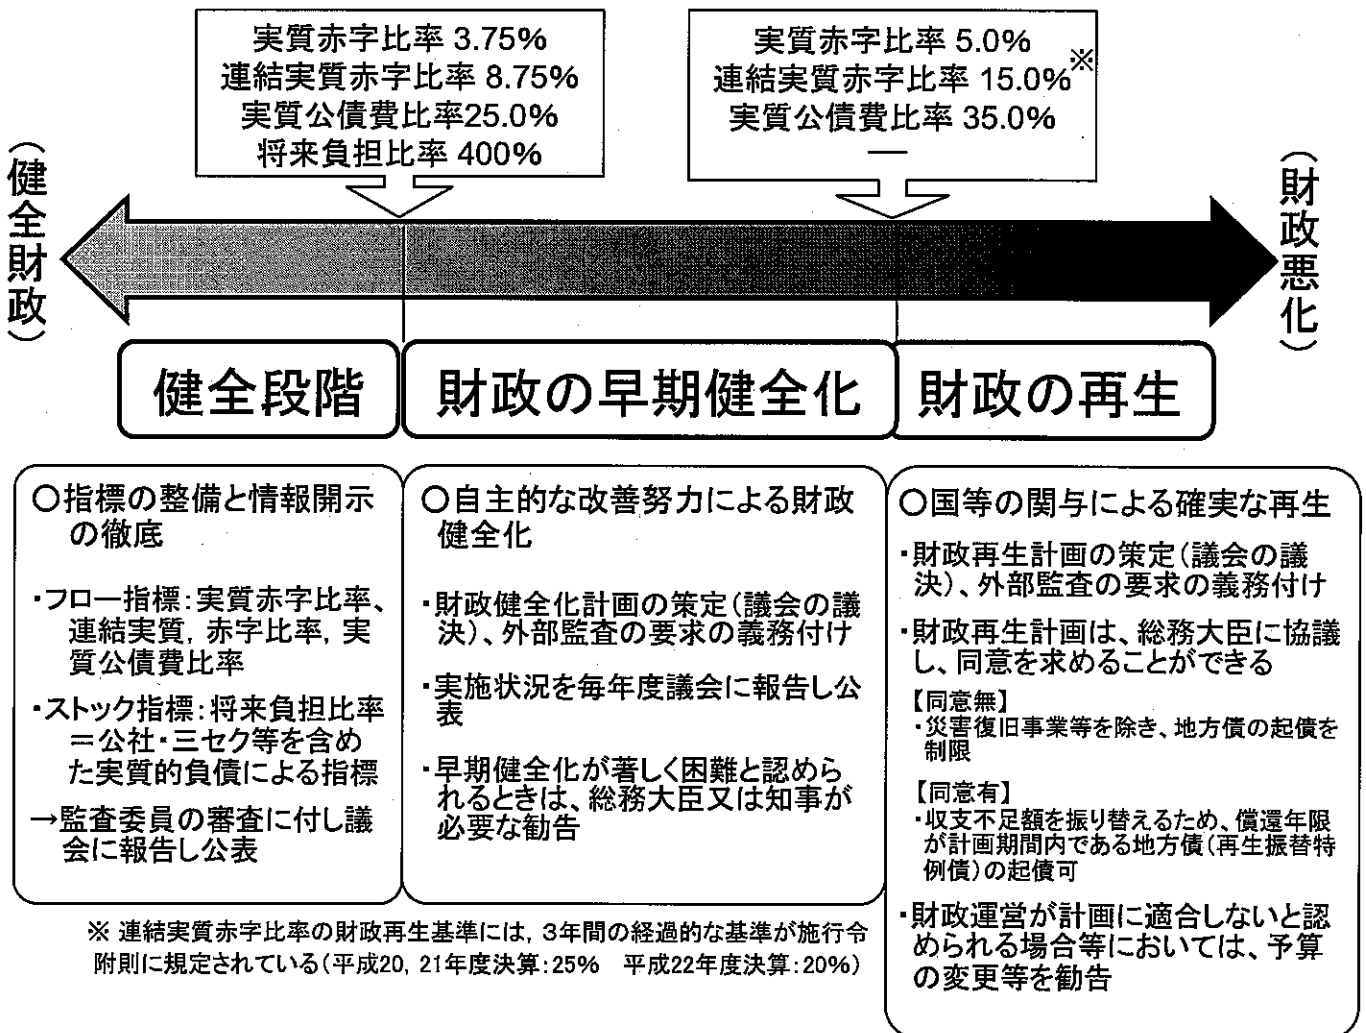 実質赤字比率 3.75%
連結実質赤字比率 8.75%
実質公債費比率25.0%
将来負担比率 400%
実質赤字比率 5.0%
連結実質赤字比率 15.0%※
実質公債費比率 35.0%
―
(健全財政)
(財政悪化)
健全段階
財政の早期健全化
財政の再生
○指標の整備と情報開示
の徹底
・フロー指標:実質赤字比率、
連結実質, 赤字比率, 実
質公債費比率
・ストック指標:将来負担比率
=公社・三セク等を含め
た実質的負債による指標
→監査委員の審査に付し議
会に報告し公表
○自主的な改善努力による財政
健全化
・財政健全化計画の策定(議会の議
決)、外部監査の要求の義務付け
・実施状況を毎年度議会に報告し公
表
・早期健全化が著しく困難と認めら
れるときは、総務大臣又は知事が
必要な勧告
○国等の関与による確実な再生
・財政再生計画の策定(議会の議
決)、外部監査の要求の義務付け
・財政再生計画は、総務大臣に協議
し、同意を求めることができる
【同意無】
・災害復旧事業等を除き、地方債の起債を
制限
【同意有】
・収支不足額を振り替えるため、償還年限
が計画期間内である地方債(再生振替特
例債)の起債可
・財政運営が計画に適合しないと認
められる場合等においては、予算
の変更等を勧告
※ 連結実質赤字比率の財政再生基準には, 3年間の経過的な基準が施行令
附則に規定されている(平成20, 21年度決算:25% 平成22年度決算:20%)